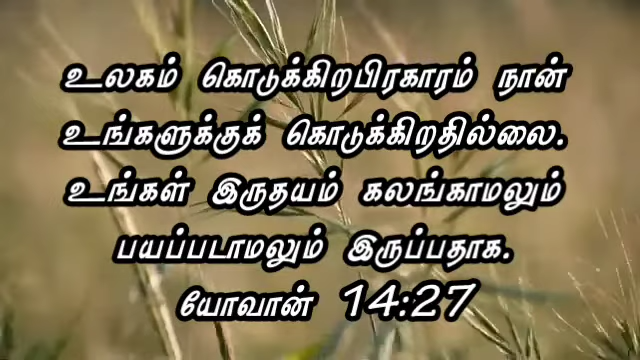 உலகம் கொடுக்கிறபிரகாரம் நான்
உங்களுக்குக் கொடுக்கிறதில்லை.
உங்கள் இருதயம் கலங்காமலும்
பயப்படாமலும் இருப்பதாக.
யோவான் 14:27